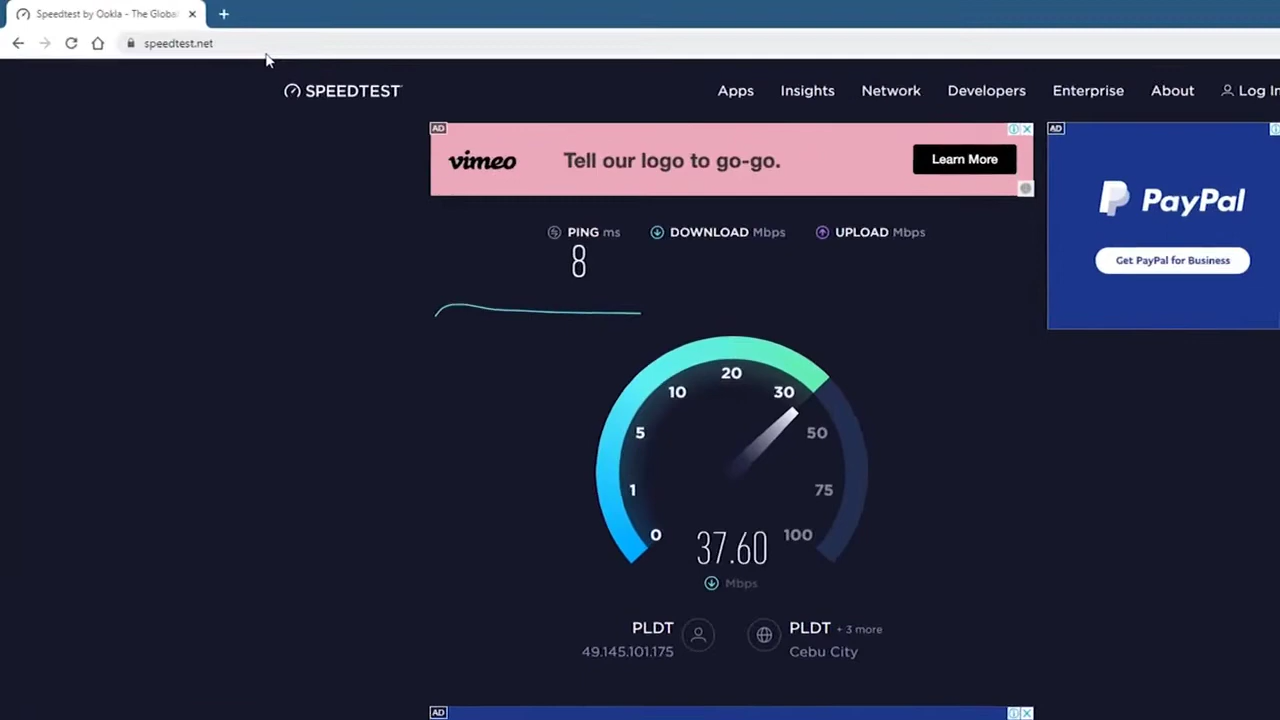 Speedtest by Ookla - The Global
speedtest.net
SPEEDTEST
Apps Insights Network Developers Enterprise About Log In
AD
vimeo
Tell our logo to go-go.
Learn More
AD
PayPal
Get PayPal for Business
PING ms
8
DOWNLOAD Mbps
UPLOAD Mbps
0
1
5
10
20
30
50
75
100
37.60
Mbps
PLDT
49.145.101.175
PLDT + 3 more
Cebu City
AD